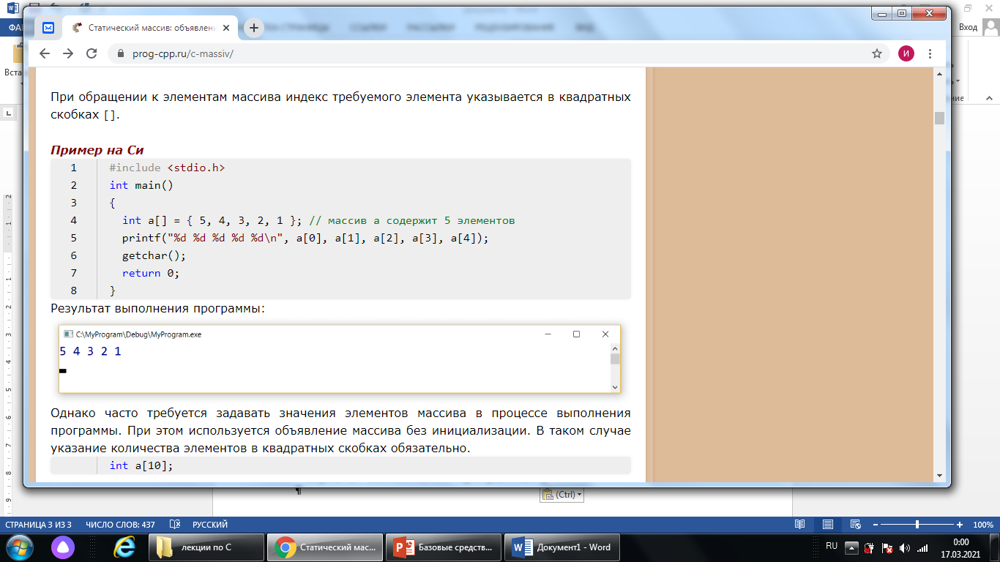 ФА
Вход
Статический массив: объявлен
prog-cpp.ru/c-massiv/
И
Вста
ние
При обращении к элементам массива индекс требуемого элемента указывается в квадратных
скобках [].
Пример на Си
1 #include <stdio.h>
2 int main()
3 {
4 int a[] = { 5, 4, 3, 2, 1 }; // массив a содержит 5 элементов
5 printf("%d %d %d %d %d\n", a[0], a[1], a[2], a[3], a[4]);
6 getchar();
7 return 0;
8 }
Результат выполнения программы:
C:\MyProgram\Debug\MyProgram.exe
5 4 3 2 1
Однако часто требуется задавать значения элементов массива в процессе выполнения
программы. При этом используется объявление массива без инициализации. В таком случае
указание количества элементов в квадратных скобках обязательно.
int a[10];
¶
(Ctrl)
СТРАНИЦА 3 ИЗ 3 ЧИСЛО СЛОВ: 437 РУССКИЙ 100%
лекции по С Статический мас... Базовые средств... Документ1 - Word RU 0:00
17.03.2021